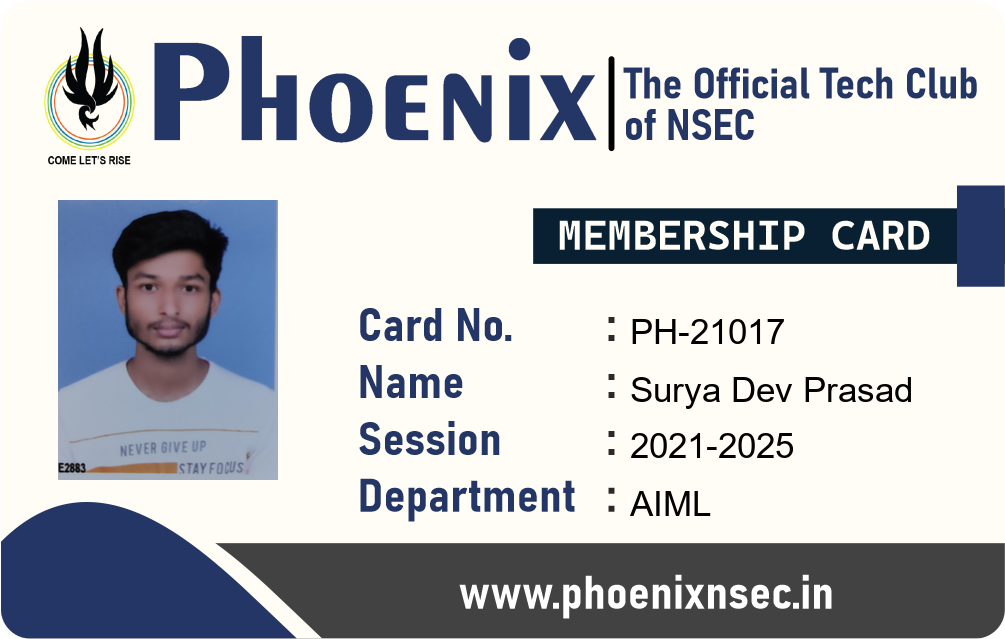 PHOENiX
The Official Tech Club
of NSEC
COME LET'S RISE
MEMBERSHIP CARD
Card No. : PH-21017
Name : Surya Dev Prasad
Session : 2021-2025
Department : AIML
NEVER GIVE UP
STAY FOCUS
E2883
www.phoenixnsec.in